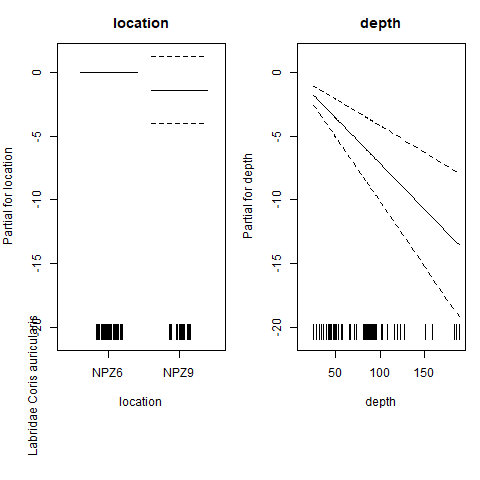 location
depth
0
-5
-10
-15
-20
Partial for location
NPZ6
NPZ9
location
Labridae Coris auricularis
0
-5
-10
-15
-20
Partial for depth
50
100
150
depth